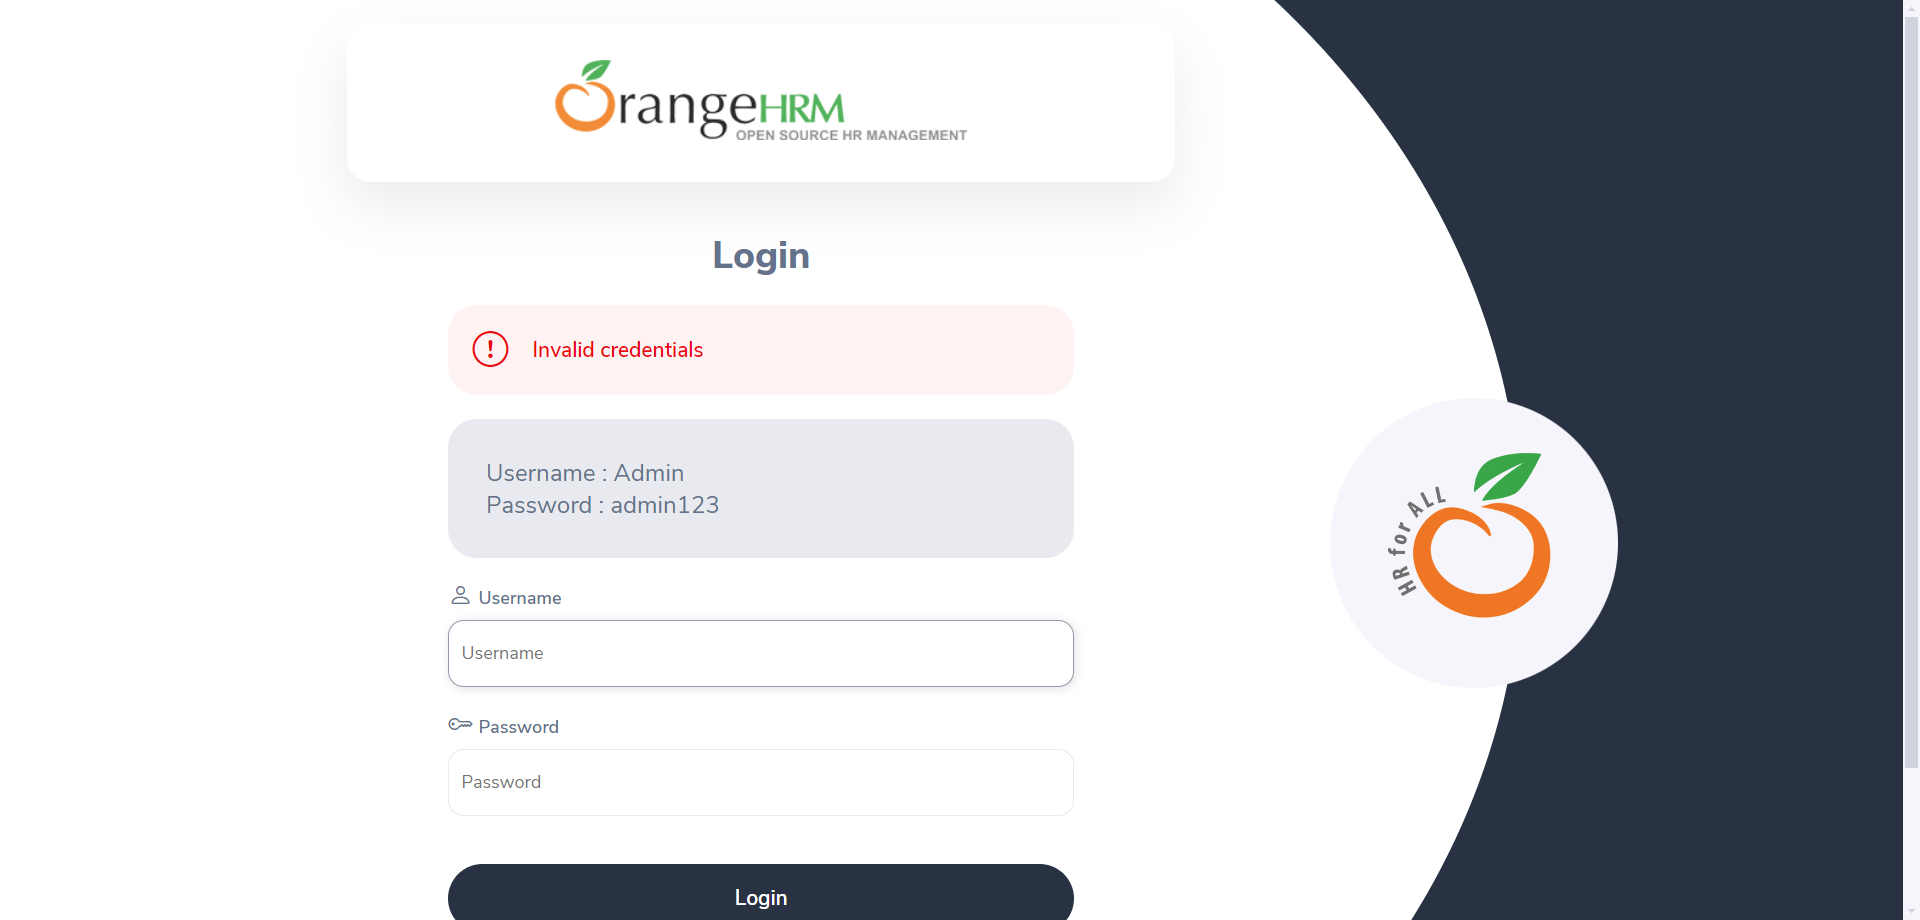 OrangeHRM
OPEN SOURCE HR MANAGEMENT
Login
Invalid credentials
Username : Admin
Password : admin123
Username
Username
Password
Password
Login
HR for ALL